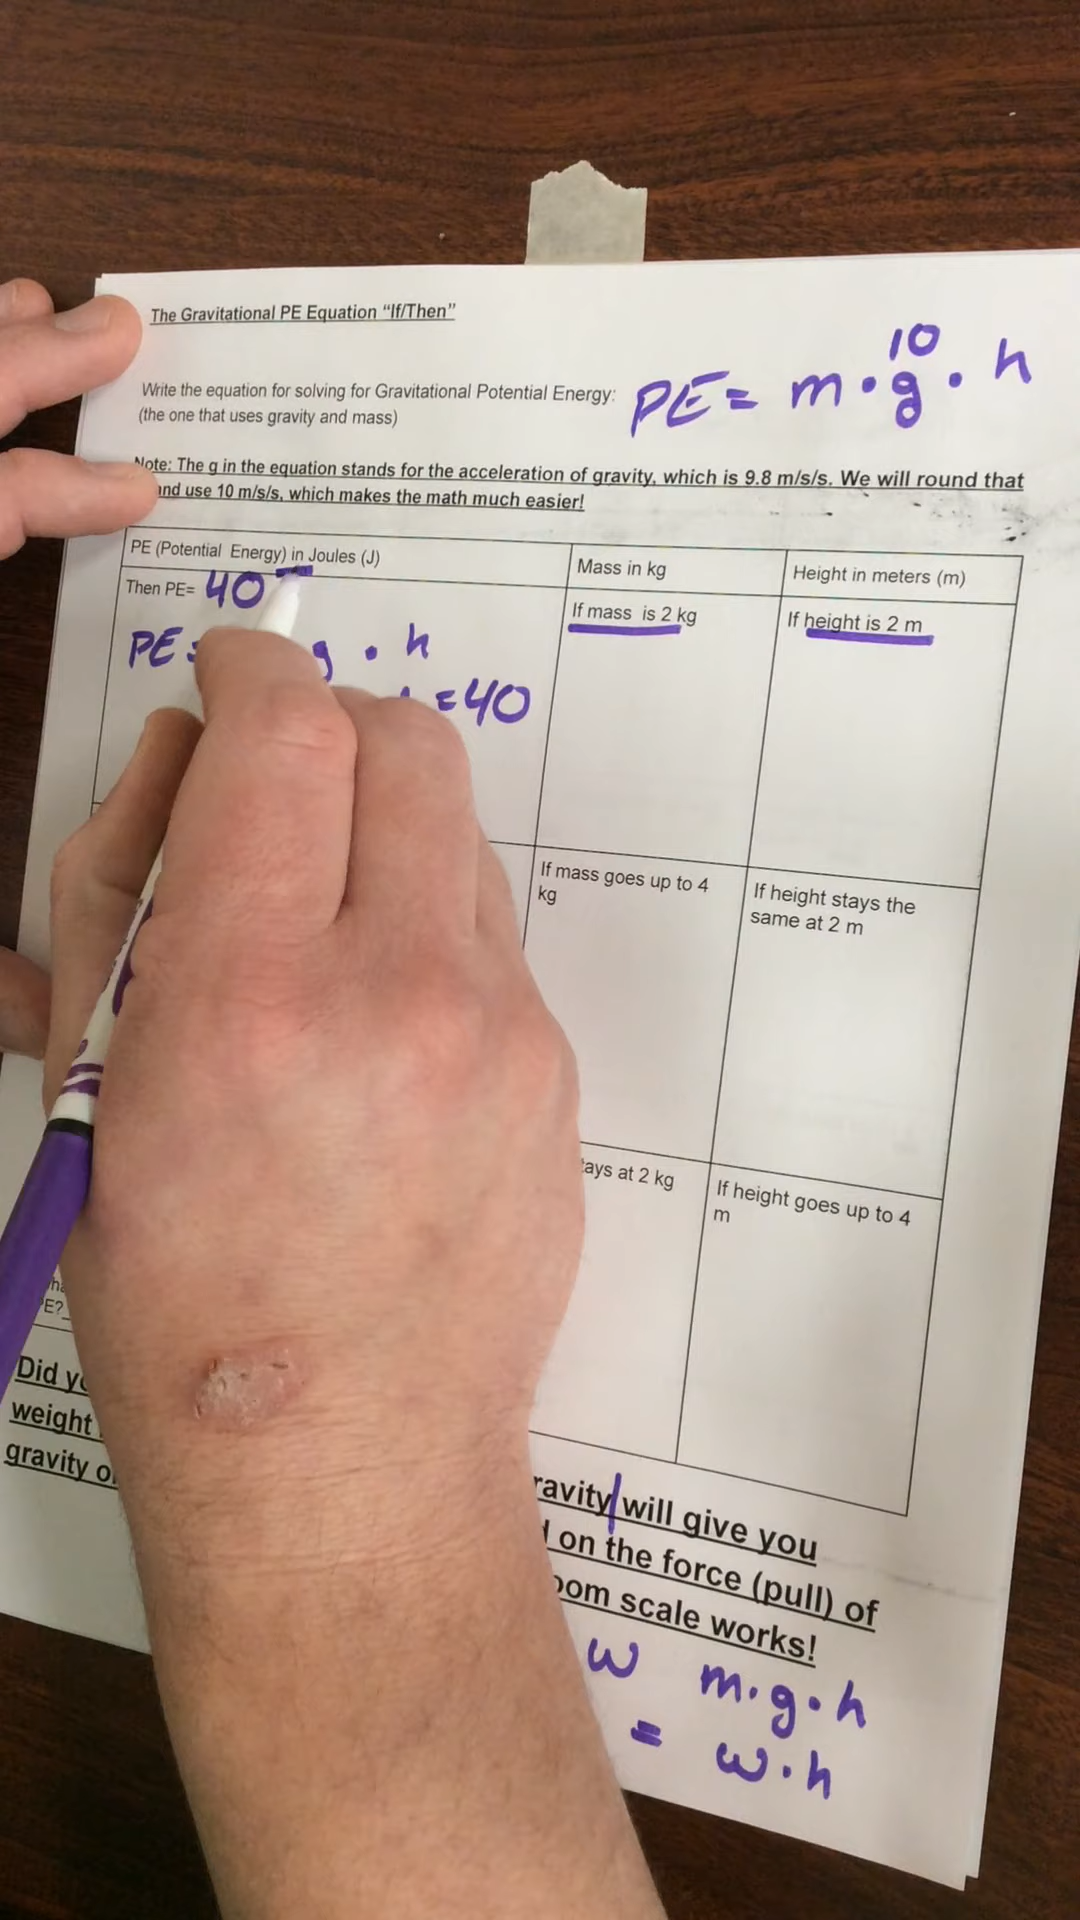 The Gravitational PE Equation “If/Then”
10
Write the equation for solving for Gravitational Potential Energy: PE = m · g · h
(the one that uses gravity and mass)
Note: The g in the equation stands for the acceleration of gravity, which is 9.8 m/s/s. We will round that
and use 10 m/s/s, which makes the math much easier!
PE (Potential Energy) in Joules (J)
Mass in kg
Height in meters (m)
Then PE= 40
PE = g · h
=40
If mass is 2 kg
If height is 2 m
If mass goes up to 4
kg
If height stays the
same at 2 m
at 2 kg
If height goes up to 4
m
PE?
Did
weight
gravity
will give you
on the force (pull) of
scale works!
w m·g·h
= w·h